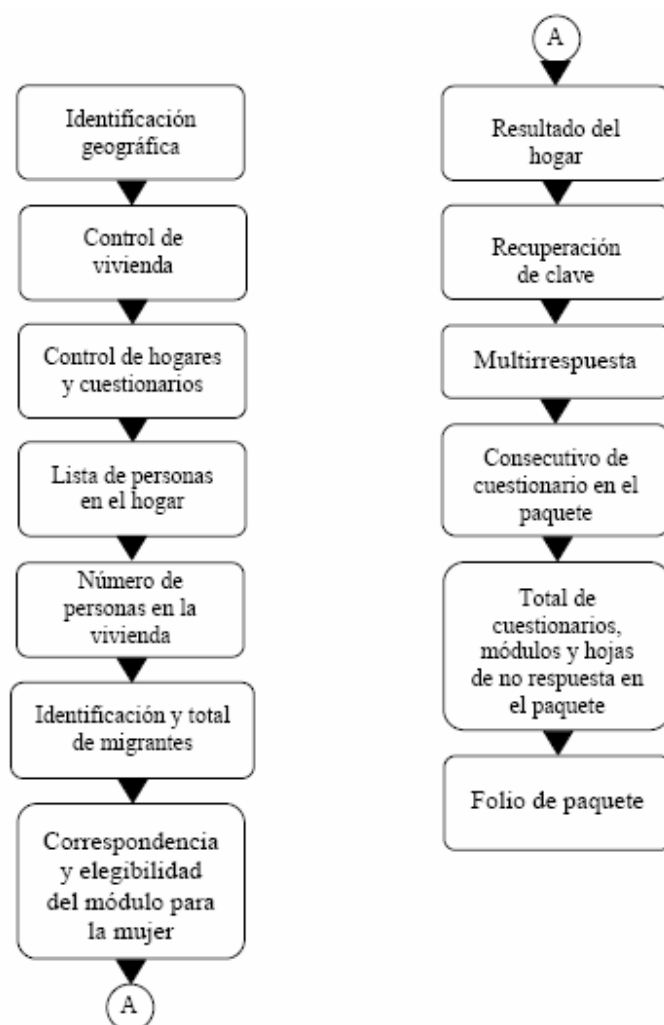 Identificación
geográfica
Control de
vivienda
Control de hogares
y cuestionarios
Lista de personas
en el hogar
Número de
personas en la
vivienda
Identificación y total
de migrantes
Correspondencia
y elegibilidad
del módulo para
la mujer
A
A
Resultado del
hogar
Recuperación
de clave
Multirrespuesta
Consecutivo de
cuestionario en el
paquete
Total de
cuestionarios,
módulos y hojas
de no respuesta en
el paquete
Folio de paquete